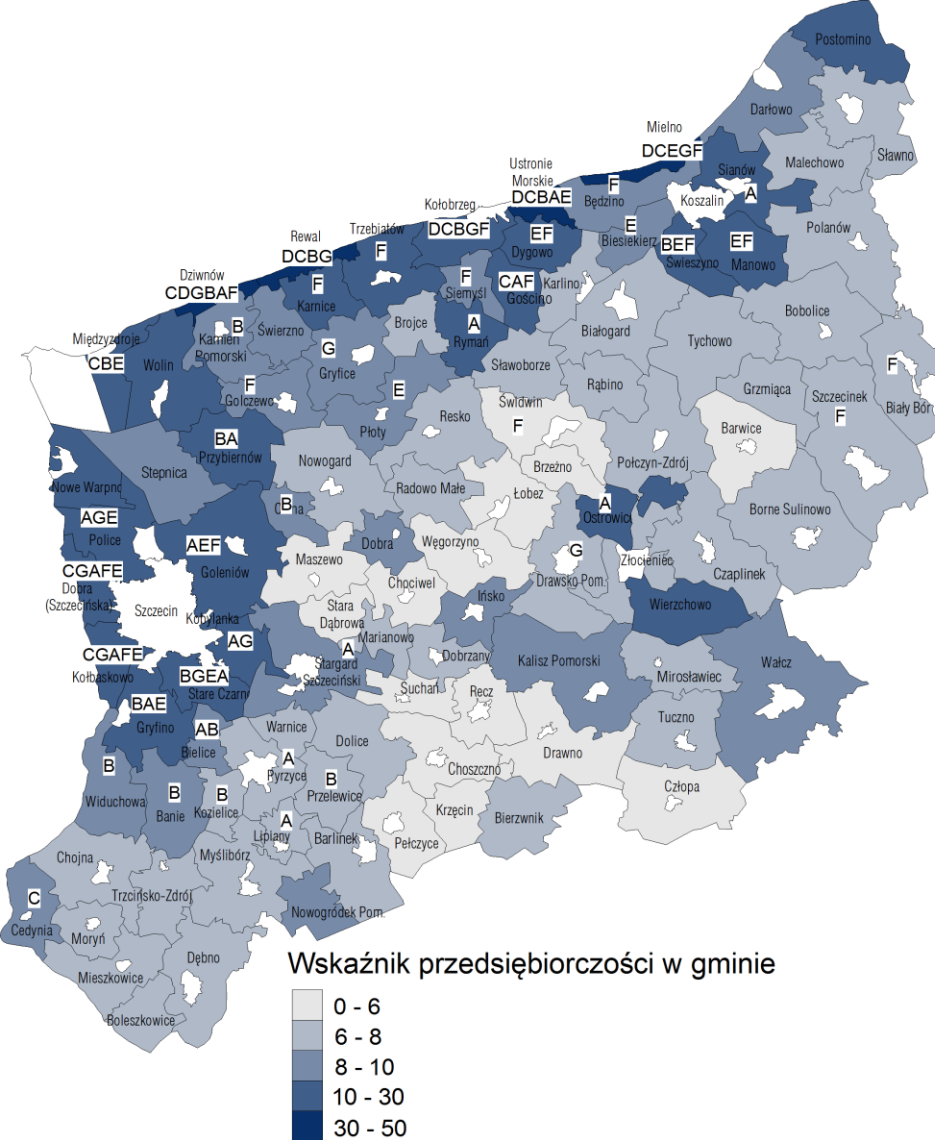 Postomino
Darłowo
Mielno
DCEGF
Sianów
Malechowo
Sławno
Ustronie
Morskie
DCBAE
F
Będzino
Koszalin
A
Kołobrzeg
DCBGF
EF
Dygowo
E
Biesiekierz
BEF
Świeszyno
EF
Manowo
Polanów
Trzebiatów
F
Rewal
DCBG
F
Karnice
Dziwnów
CDGBAF
F
Siemyśl
CAF
Gościno
Karlino
Białogard
Bobolice
Tychowo
B
Kamień
Pomorski
Świerzno
Brojce
A
Rymań
Międzyzdroje
CBE
Wolin
G
Gryfice
Sławoborze
Rąbino
Grzmiąca
Szczecinek
F
F
Biały Bór
F
Golczewo
E
Płoty
Resko
Świdwin
F
Barwice
BA
Przybiernów
Stepnica
Nowogard
Radowo Małe
Brzeżno
Łobez
Połczyn-Zdrój
Nowe Warpno
B
A
Borne Sulinowo
AGE
Police
AEF
Goleniów
Dobra
Węgorzyno
G
Drawsko Pom.
Złocieniec
Czaplinek
Maszewo
Chociwel
CGAFE
Dobra
(Szczecińska)
Szczecin
Kobylanka
AG
Ińsko
Wierzchowo
Stara
Dąbrowa
Marianowo
A
Stargard
Szczeciński
Dobrzany
Kalisz Pomorski
Mirosławiec
Wałcz
CGAFE
Kołbaskowo
BGEA
BAE
Gryfino
AB
Bielice
Suchań
Recz
Tuczno
Warnice
Dolice
Choszczno
Drawno
Człopa
B
Widuchowa
B
Banie
B
Kozielice
A
Pyrzyce
B
Przelewice
A
Lipiany
Barlinek
Pełczyce
Krzęcin
Bierzwnik
Chojna
Myślibórz
Trzcińsko-Zdrój
C
Cedynia
Moryń
Nowogródek Pom.
Mieszkowice
Dębno
Boleszkowice
Wskaźnik przedsiębiorczości w gminie
0 - 6
6 - 8
8 - 10
10 - 30
30 - 50